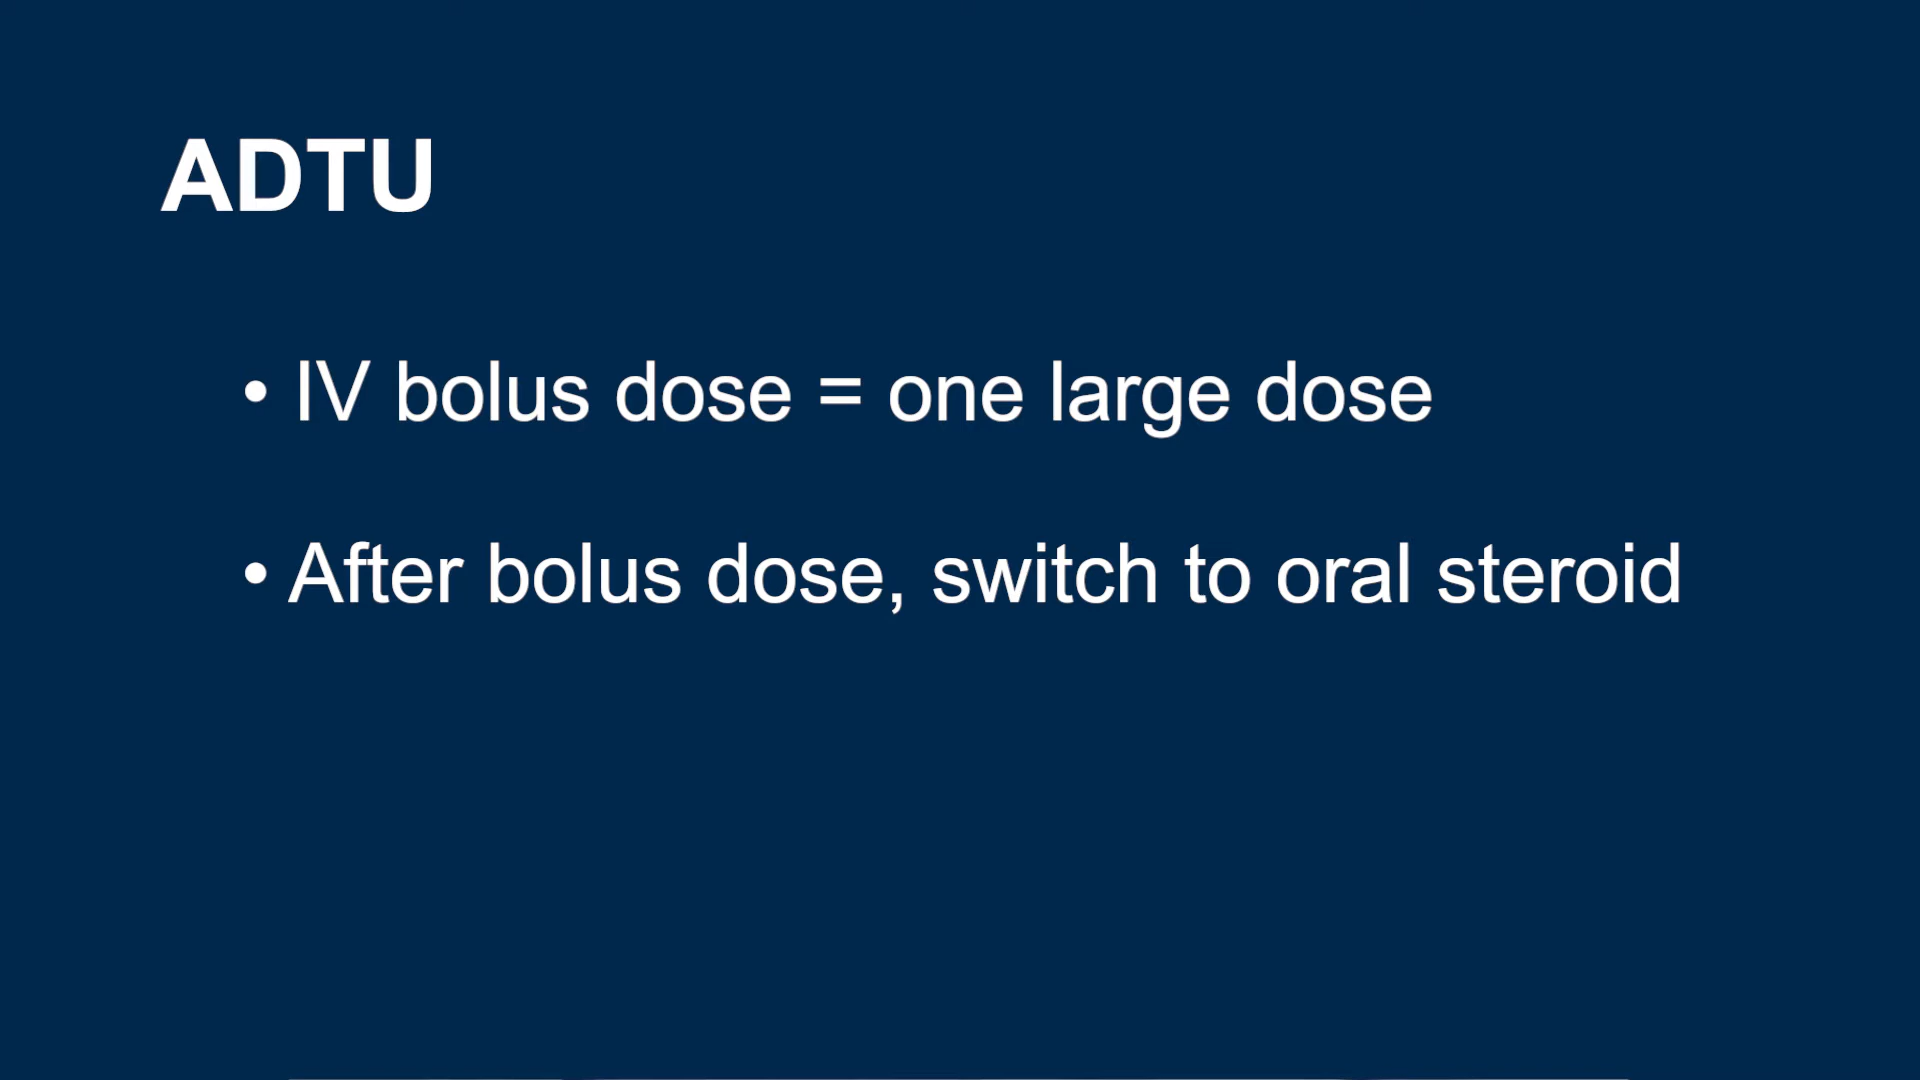 ADTU
• IV bolus dose = one large dose
• After bolus dose, switch to oral steroid